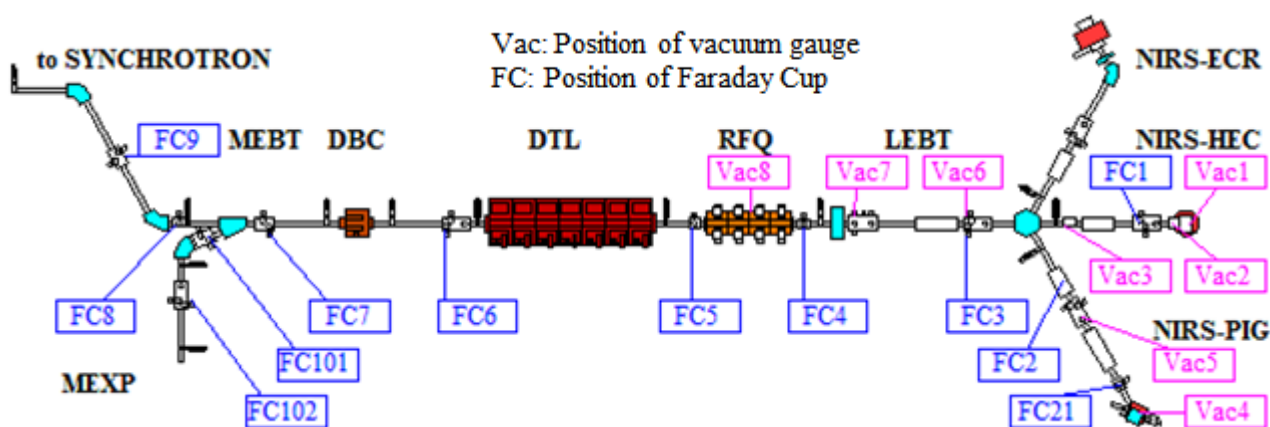 Vac: Position of vacuum gauge
FC: Position of Faraday Cup
to SYNCHROTRON
NIRS-ECR
FC9
MEBT
DBC
DTL
RFQ
LEBT
NIRS-HEC
Vac8
Vac7
Vac6
FC1
Vac1
Vac3
Vac2
FC8
FC7
FC6
FC5
FC4
FC3
NIRS-PIG
FC101
FC2
Vac5
MEXP
FC102
FC21
Vac4